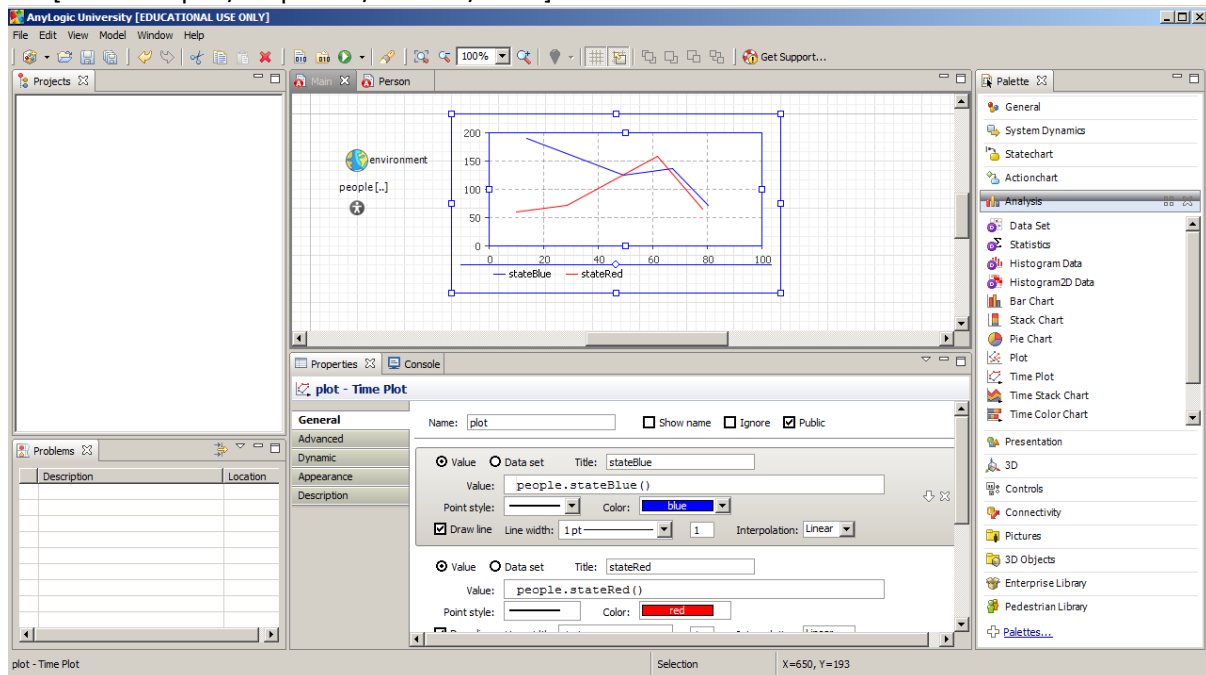 AnyLogic University [EDUCATIONAL USE ONLY]
File Edit View Model Window Help
100% Get Support...
Projects
Main Person
environment
people [..]
200
150
100
50
0
0 20 40 60 80 100
stateBlue stateRed
Properties Console
plot - Time Plot
General
Advanced
Dynamic
Appearance
Description
Name: plot Show name Ignore Public
Value Data set Title: stateBlue
Value: people.stateBlue()
Point style: Color: blue
Draw line Line width: 1 pt 1 Interpolation: Linear
Value Data set Title: stateRed
Value: people.stateRed()
Point style: Color: red
Problems
Description Location
Palette
General
System Dynamics
Statechart
Actionchart
Analysis
Data Set
Statistics
Histogram Data
Histogram2D Data
Bar Chart
Stack Chart
Pie Chart
Plot
Time Plot
Time Stack Chart
Time Color Chart
Presentation
3D
Controls
Connectivity
Pictures
3D Objects
Enterprise Library
Pedestrian Library
Palettes...
plot - Time Plot Selection X=650, Y=193